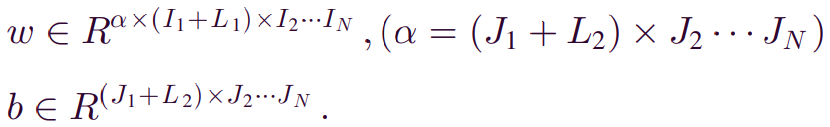 w ∈ R^{α×(I_1+L_1)×I_2⋯I_N}, (α = (J_1 + L_2) × J_2 ⋯ J_N)
b ∈ R^{(J_1+L_2)×J_2⋯J_N}.